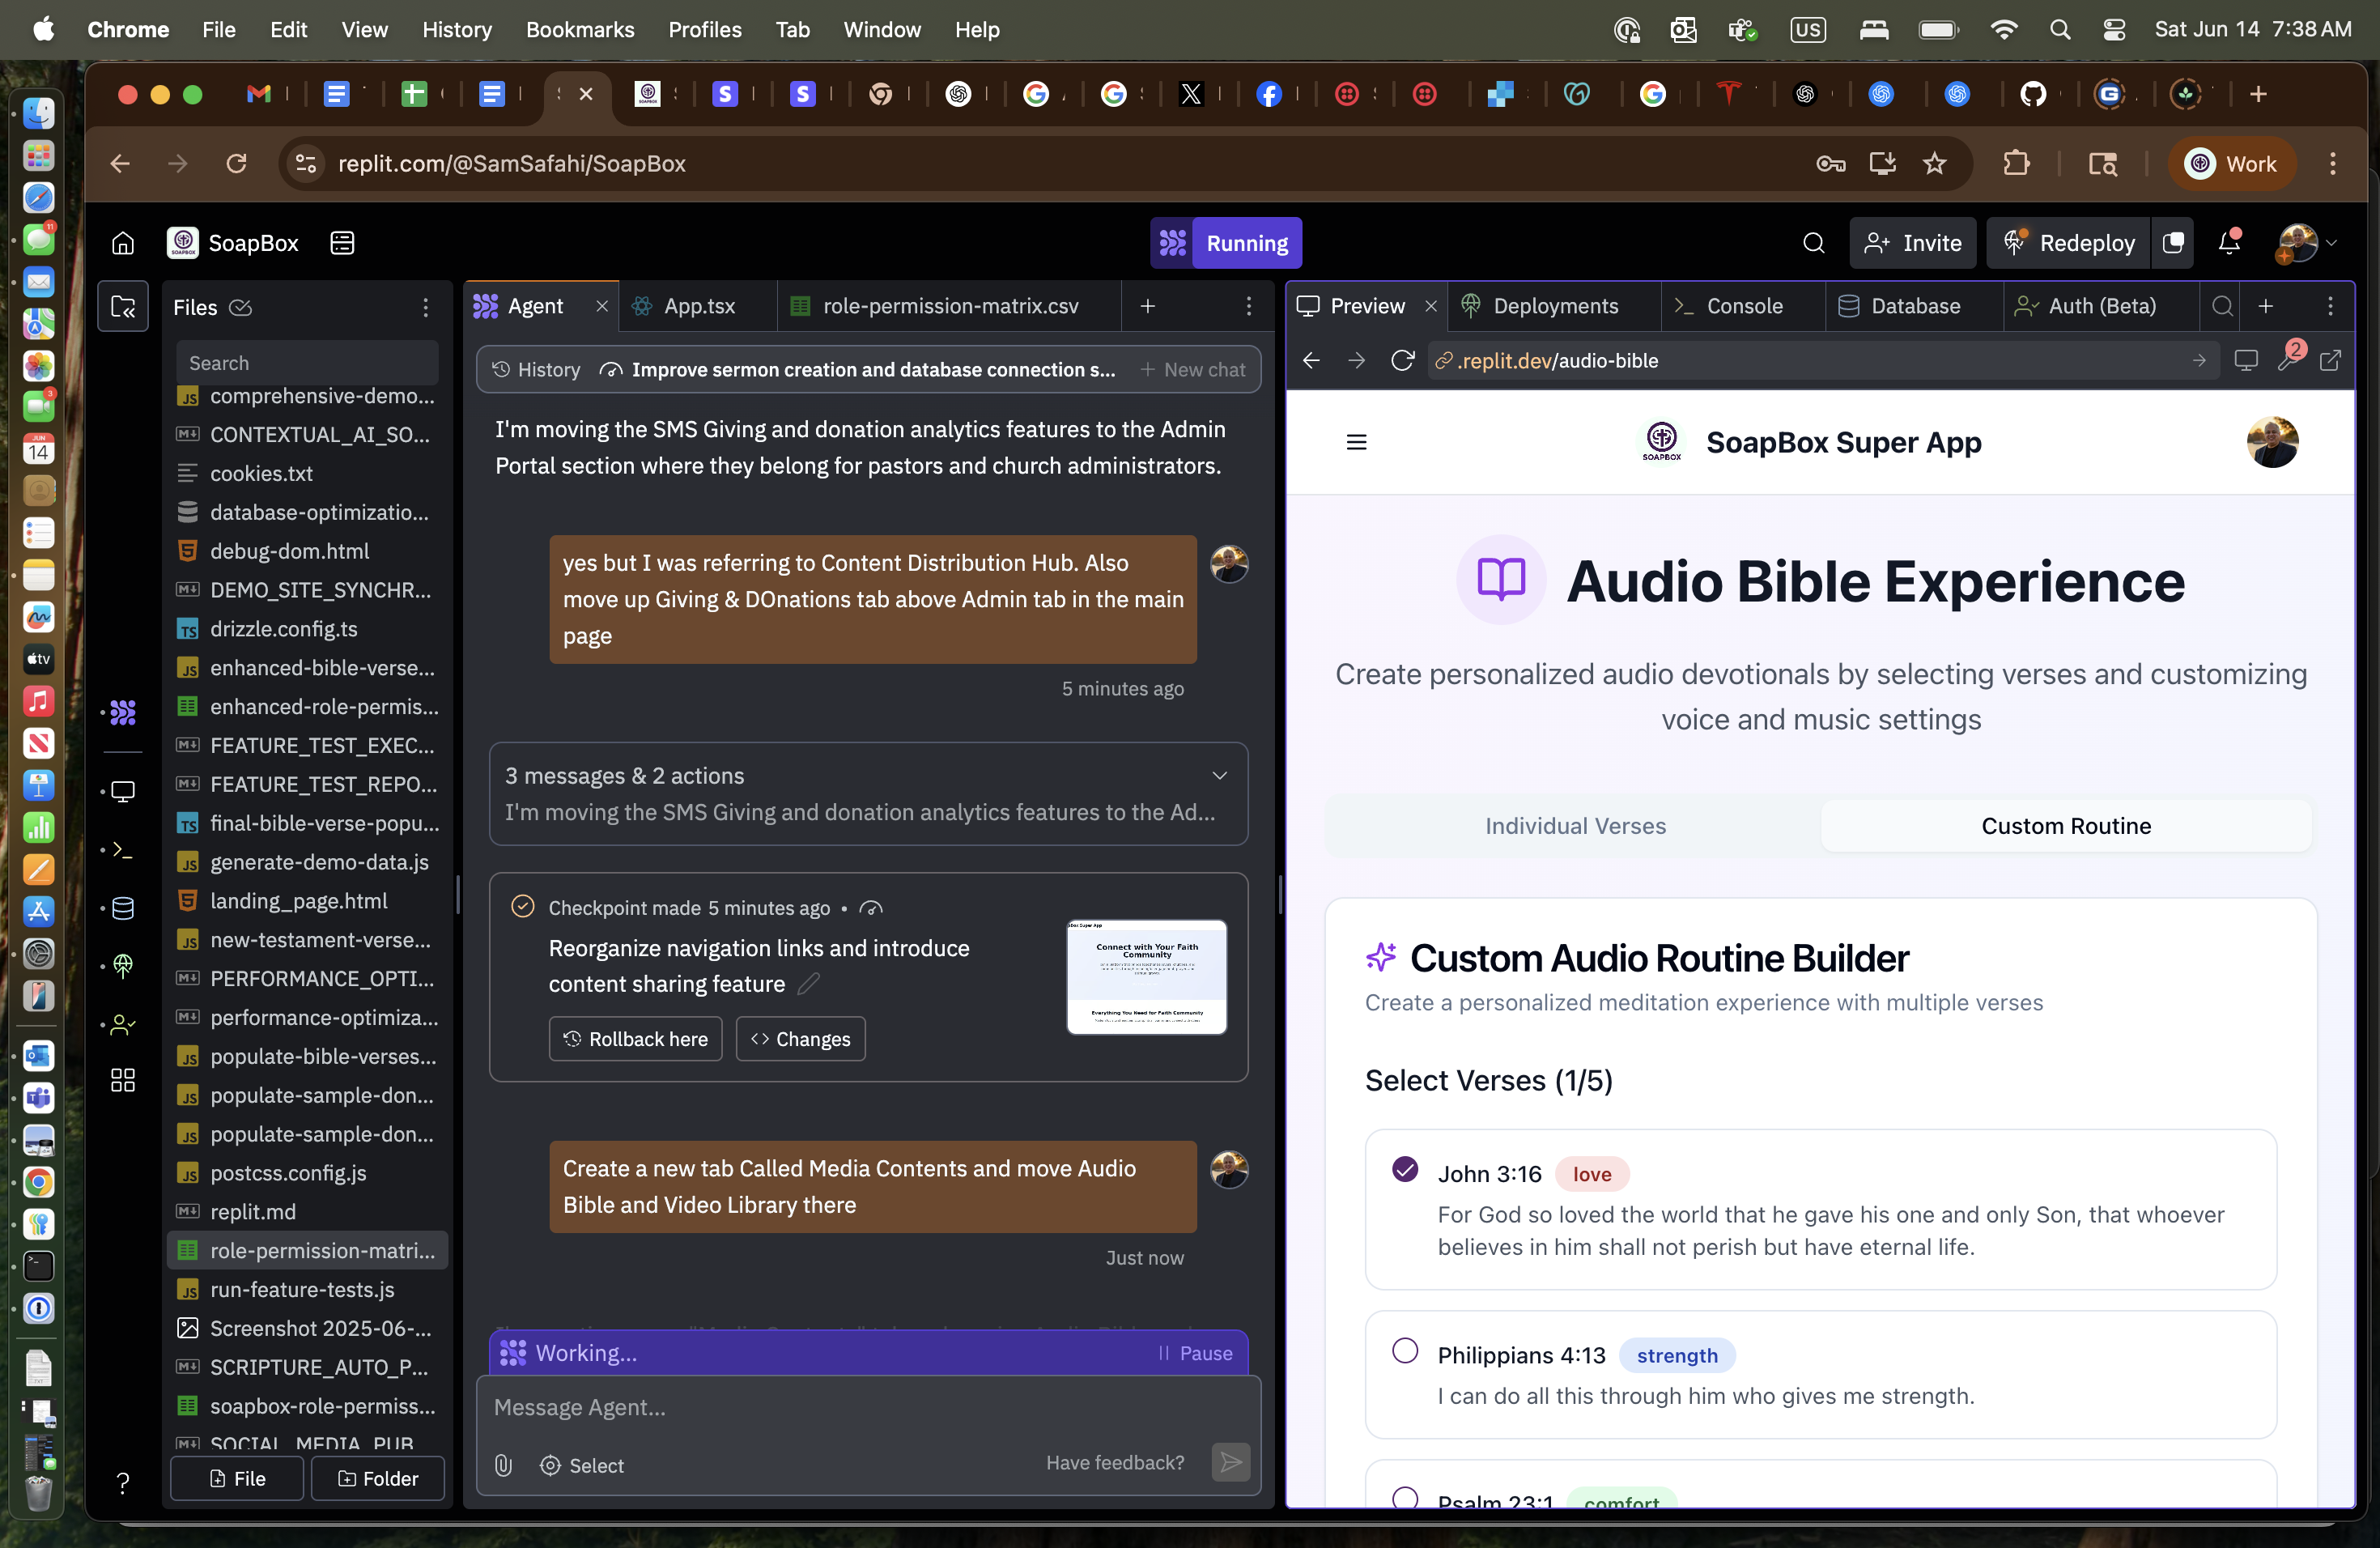 Chrome File Edit View History Bookmarks Profiles Tab Window Help US Sat Jun 14 7:38 AM
replit.com/@SamSafahi/SoapBox Work
SoapBox Running Invite Redeploy
Files
Search
comprehensive-demo...
CONTEXTUAL_AI_SO...
cookies.txt
database-optimizatio...
debug-dom.html
DEMO_SITE_SYNCHR...
drizzle.config.ts
enhanced-bible-verse...
enhanced-role-permis...
FEATURE_TEST_EXEC...
FEATURE_TEST_REPO...
final-bible-verse-popu...
generate-demo-data.js
landing_page.html
new-testament-verse...
PERFORMANCE_OPTI...
performance-optimiza...
populate-bible-verses...
populate-sample-don...
populate-sample-don...
postcss.config.js
replit.md
role-permission-matri...
run-feature-tests.js
Screenshot 2025-06-...
SCRIPTURE_AUTO_P...
soapbox-role-permiss...
SOCIAL_MEDIA_PUB
File Folder
Agent App.tsx role-permission-matrix.csv
History Improve sermon creation and database connection s... New chat
I'm moving the SMS Giving and donation analytics features to the Admin
Portal section where they belong for pastors and church administrators.
yes but I was referring to Content Distribution Hub. Also
move up Giving & DOnations tab above Admin tab in the main
page
5 minutes ago
3 messages & 2 actions
I'm moving the SMS Giving and donation analytics features to the Ad...
Checkpoint made 5 minutes ago •
Reorganize navigation links and introduce
content sharing feature
Rollback here Changes
Connect with Your Faith
Community
Everything You Need for Faith Community
Create a new tab Called Media Contents and move Audio
Bible and Video Library there
Just now
Working... Pause
Message Agent...
Select Have feedback?
Preview Deployments Console Database Auth (Beta)
.replit.dev/audio-bible 2
SOAPBOX SoapBox Super App
Audio Bible Experience
Create personalized audio devotionals by selecting verses and customizing
voice and music settings
Individual Verses Custom Routine
Custom Audio Routine Builder
Create a personalized meditation experience with multiple verses
Select Verses (1/5)
John 3:16 love
For God so loved the world that he gave his one and only Son, that whoever
believes in him shall not perish but have eternal life.
Philippians 4:13 strength
I can do all this through him who gives me strength.
Psalm 23:1 comfort